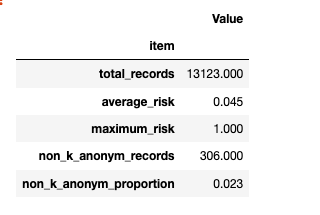 Value
item
total_records 13123.000
average_risk 0.045
maximum_risk 1.000
non_k_anonym_records 306.000
non_k_anonym_proportion 0.023